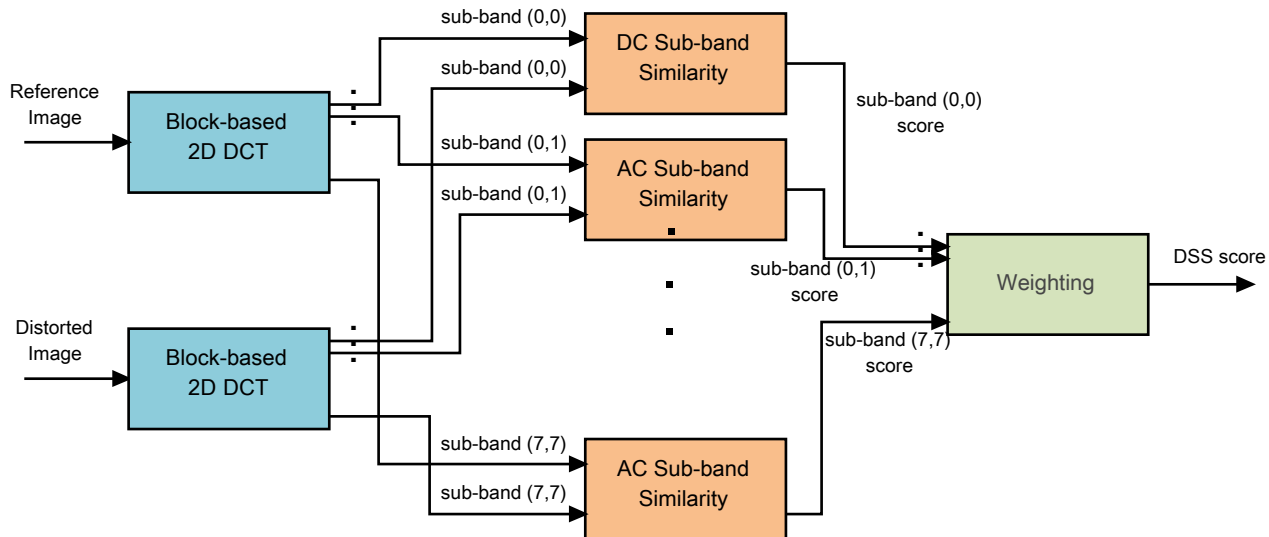 Reference
Image
Block-based
2D DCT
sub-band (0,0)
sub-band (0,0)
DC Sub-band
Similarity
sub-band (0,0)
score
sub-band (0,1)
sub-band (0,1)
AC Sub-band
Similarity
sub-band (0,1)
score
Weighting
DSS score
Distorted
Image
Block-based
2D DCT
sub-band (7,7)
score
sub-band (7,7)
sub-band (7,7)
AC Sub-band
Similarity